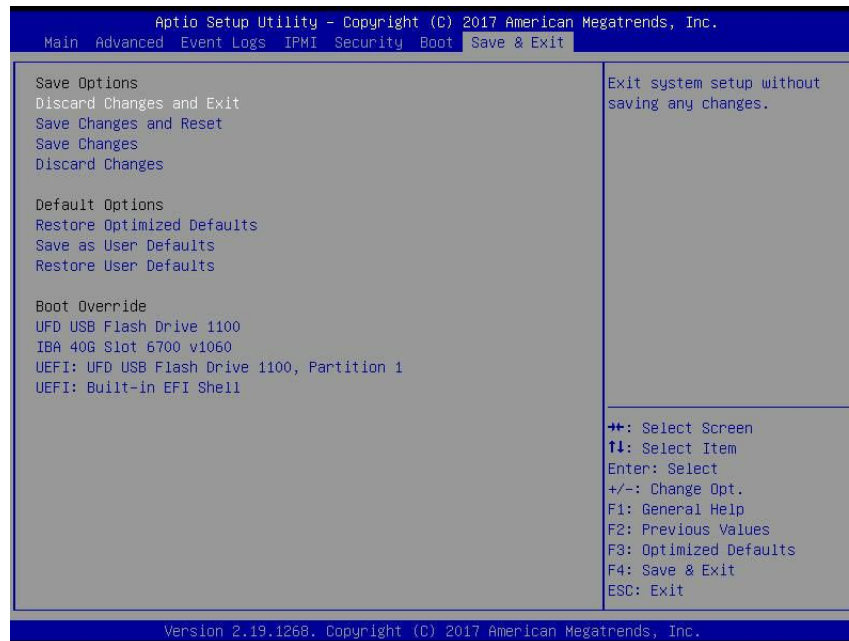 Aptio Setup Utility – Copyright (C) 2017 American Megatrends, Inc.
Main Advanced Event Logs IPMI Security Boot Save & Exit
Save Options
Discard Changes and Exit
Save Changes and Reset
Save Changes
Discard Changes
Default Options
Restore Optimized Defaults
Save as User Defaults
Restore User Defaults
Boot Override
UFD USB Flash Drive 1100
IBA 40G Slot 6700 v1060
UEFI: UFD USB Flash Drive 1100, Partition 1
UEFI: Built-in EFI Shell
Exit system setup without
saving any changes.
→←: Select Screen
↑↓: Select Item
Enter: Select
+/-: Change Opt.
F1: General Help
F2: Previous Values
F3: Optimized Defaults
F4: Save & Exit
ESC: Exit
Version 2.19.1268. Copyright (C) 2017 American Megatrends, Inc.